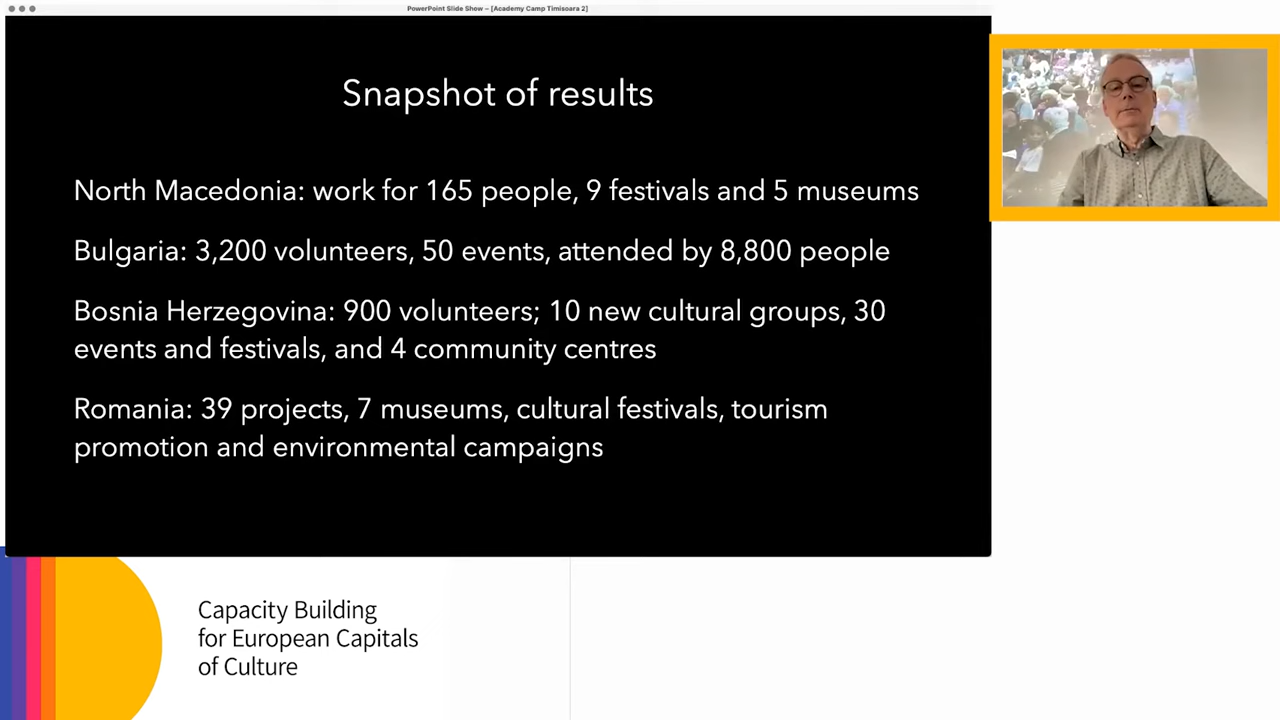 PowerPoint Slide Show – [Academy Camp Timisoara 2]
Snapshot of results
North Macedonia: work for 165 people, 9 festivals and 5 museums
Bulgaria: 3,200 volunteers, 50 events, attended by 8,800 people
Bosnia Herzegovina: 900 volunteers; 10 new cultural groups, 30
events and festivals, and 4 community centres
Romania: 39 projects, 7 museums, cultural festivals, tourism
promotion and environmental campaigns
Capacity Building
for European Capitals
of Culture